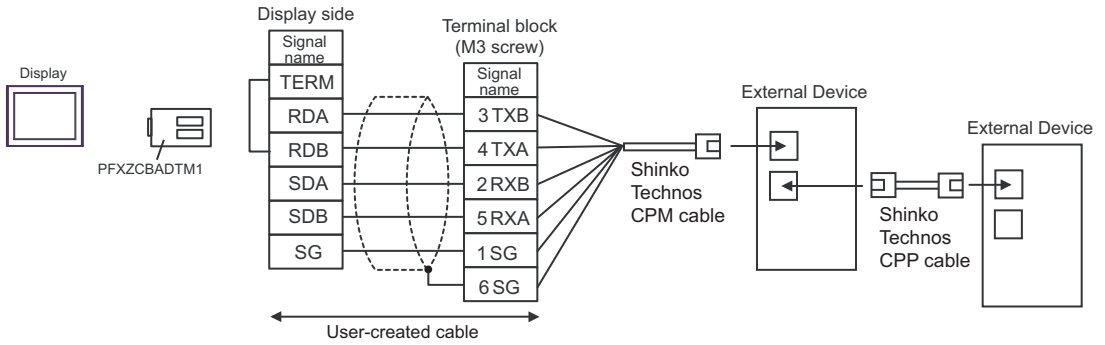 Display
PFXZCBADTM1
Display side
Signal
name
TERM
RDA
RDB
SDA
SDB
SG
Terminal block
(M3 screw)
Signal
name
3 TXB
4 TXA
2 RXB
5 RXA
1 SG
6 SG
User-created cable
Shinko
Technos
CPM cable
External Device
Shinko
Technos
CPP cable
External Device